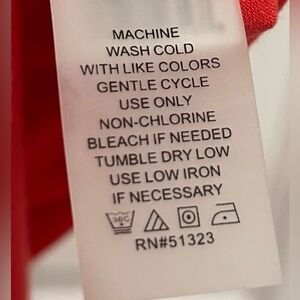 MACHINE
WASH COLD
WITH LIKE COLORS
GENTLE CYCLE
USE ONLY
NON-CHLORINE
BLEACH IF NEEDED
TUMBLE DRY LOW
USE LOW IRON
IF NECESSARY
RN#51323